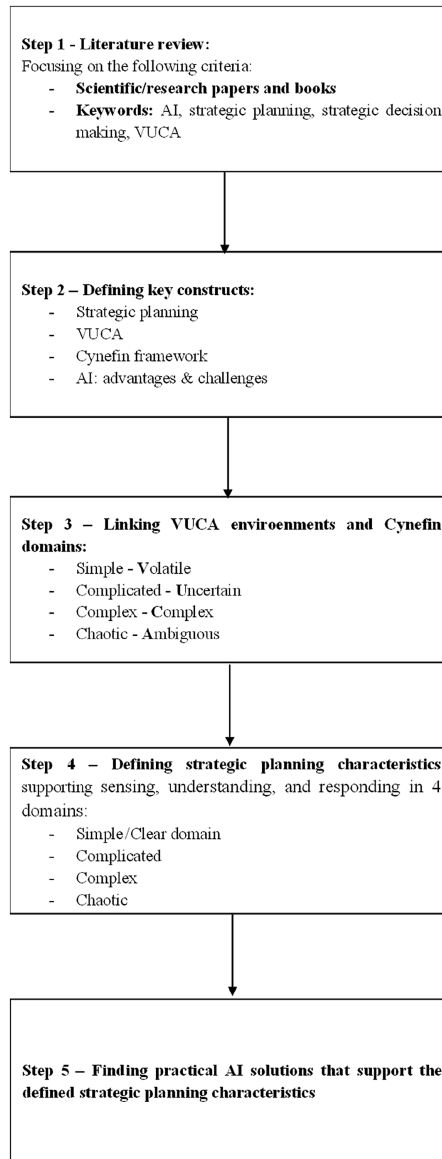 Step 1 - Literature review:
Focusing on the following criteria:
- Scientific/research papers and books
- Keywords: AI, strategic planning, strategic decision
making, VUCA
Step 2 – Defining key constructs:
- Strategic planning
- VUCA
- Cynefin framework
- AI: advantages & challenges
Step 3 – Linking VUCA enviroenments and Cynefin
domains:
- Simple - Volatile
- Complicated - Uncertain
- Complex - Complex
- Chaotic - Ambiguous
Step 4 – Defining strategic planning characteristics
supporting sensing, understanding, and responding in 4
domains:
- Simple/Clear domain
- Complicated
- Complex
- Chaotic
Step 5 – Finding practical AI solutions that support the
defined strategic planning characteristics